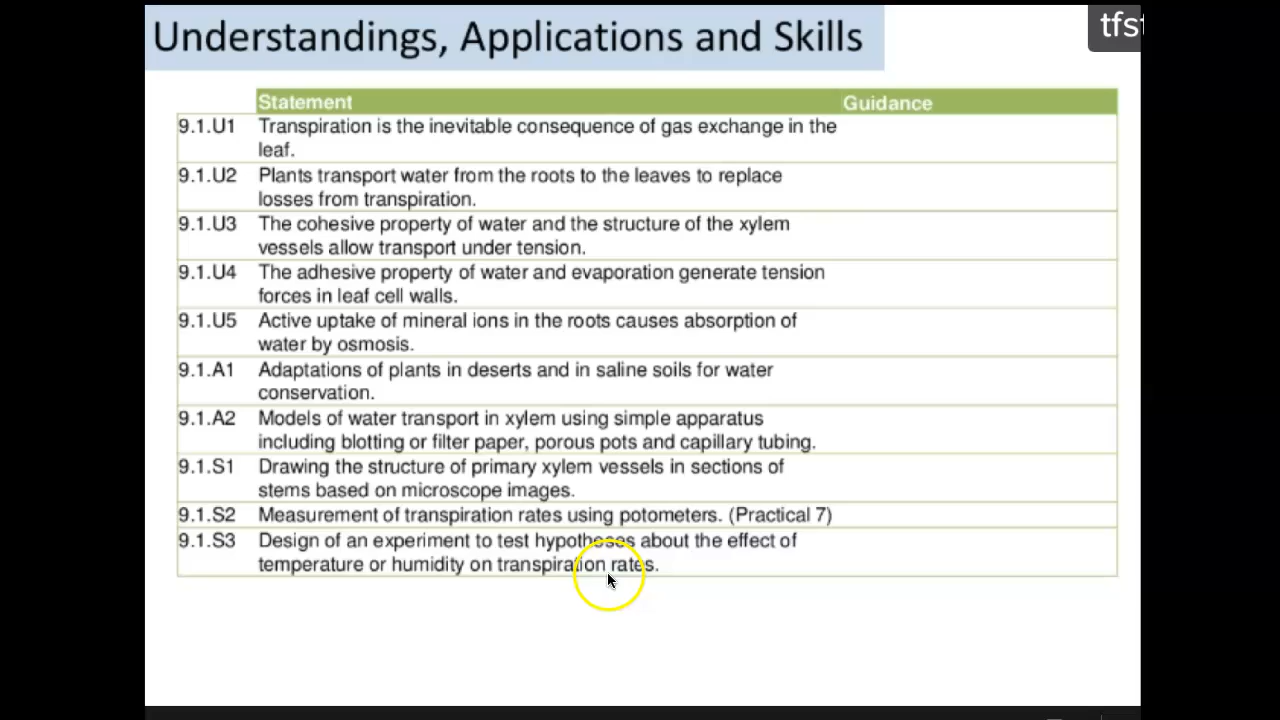 Understandings, Applications and Skills
tfst
Statement Guidance
9.1.U1 Transpiration is the inevitable consequence of gas exchange in the
leaf.
9.1.U2 Plants transport water from the roots to the leaves to replace
losses from transpiration.
9.1.U3 The cohesive property of water and the structure of the xylem
vessels allow transport under tension.
9.1.U4 The adhesive property of water and evaporation generate tension
forces in leaf cell walls.
9.1.U5 Active uptake of mineral ions in the roots causes absorption of
water by osmosis.
9.1.A1 Adaptations of plants in deserts and in saline soils for water
conservation.
9.1.A2 Models of water transport in xylem using simple apparatus
including blotting or filter paper, porous pots and capillary tubing.
9.1.S1 Drawing the structure of primary xylem vessels in sections of
stems based on microscope images.
9.1.S2 Measurement of transpiration rates using potometers. (Practical 7)
9.1.S3 Design of an experiment to test hypotheses about the effect of
temperature or humidity on transpiration rates.